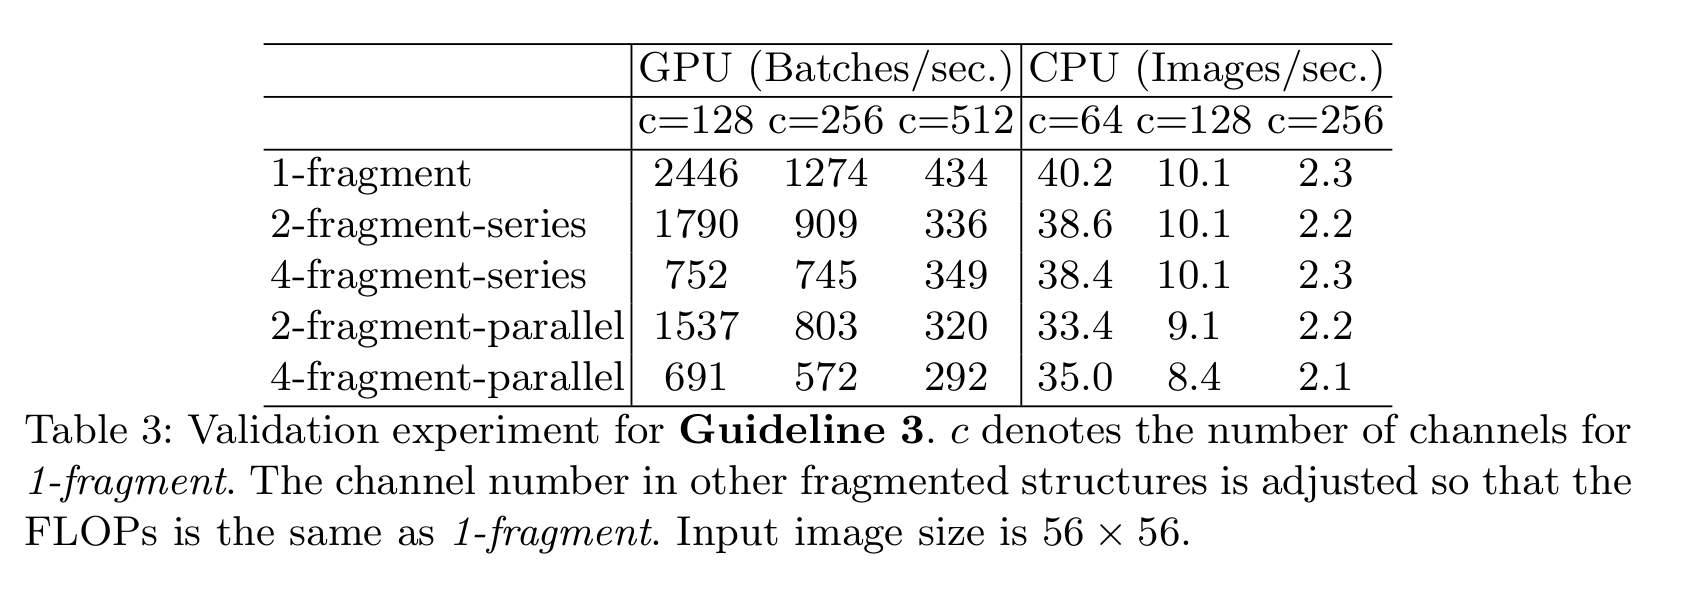 GPU (Batches/sec.) CPU (Images/sec.)
c=128 c=256 c=512 c=64 c=128 c=256
1-fragment 2446 1274 434 40.2 10.1 2.3
2-fragment-series 1790 909 336 38.6 10.1 2.2
4-fragment-series 752 745 349 38.4 10.1 2.3
2-fragment-parallel 1537 803 320 33.4 9.1 2.2
4-fragment-parallel 691 572 292 35.0 8.4 2.1
Table 3: Validation experiment for Guideline 3. c denotes the number of channels for
1-fragment. The channel number in other fragmented structures is adjusted so that the
FLOPs is the same as 1-fragment. Input image size is 56 × 56.